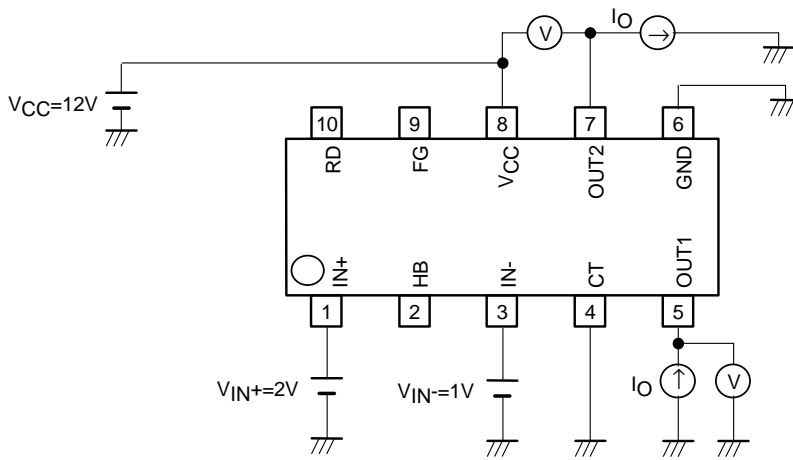 IO
V
VCC=12V
10 9 8 7 6
RD FG VCC OUT2 GND
IN+ HB IN- CT OUT1
1 2 3 4 5
VIN+=2V
VIN-=1V
IO
V